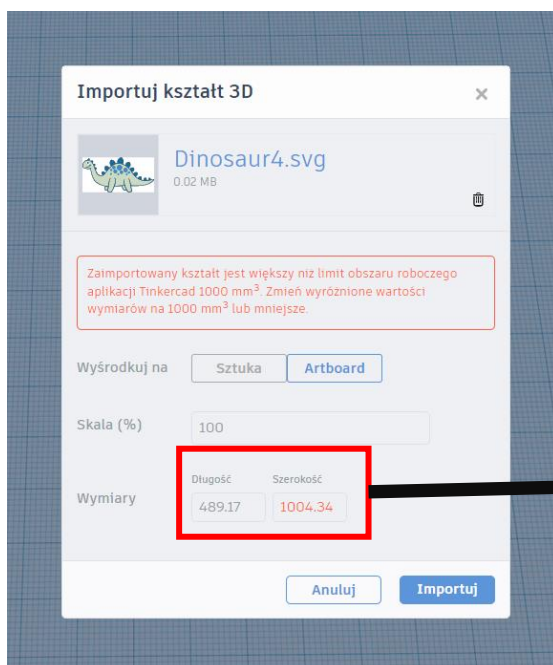 Importuj kształt 3D
Dinosaur4.svg
0.02 MB
Zaimportowany kształt jest większy niż limit obszaru roboczego
aplikacji Tinkercad 1000 mm³. Zmień wyróżnione wartości
wymiarów na 1000 mm³ lub mniejsze.
Wyśrodkuj na Sztuka Artboard
Skala (%) 100
Długość Szerokość
Wymiary 489.17 1004.34
Anuluj Importuj